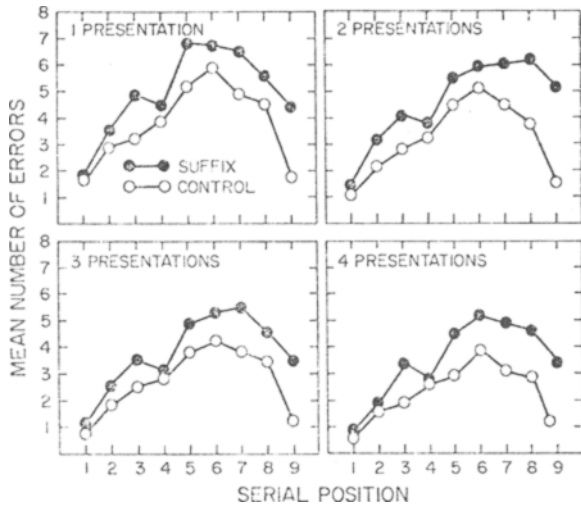 8
7
6
5
4
3
2
1
1 PRESENTATION
SUFFIX
CONTROL
2 PRESENTATIONS
8
7
6
5
4
3
2
1
3 PRESENTATIONS
4 PRESENTATIONS
1 2 3 4 5 6 7 8 9
1 2 3 4 5 6 7 8 9
MEAN NUMBER OF ERRORS
SERIAL POSITION